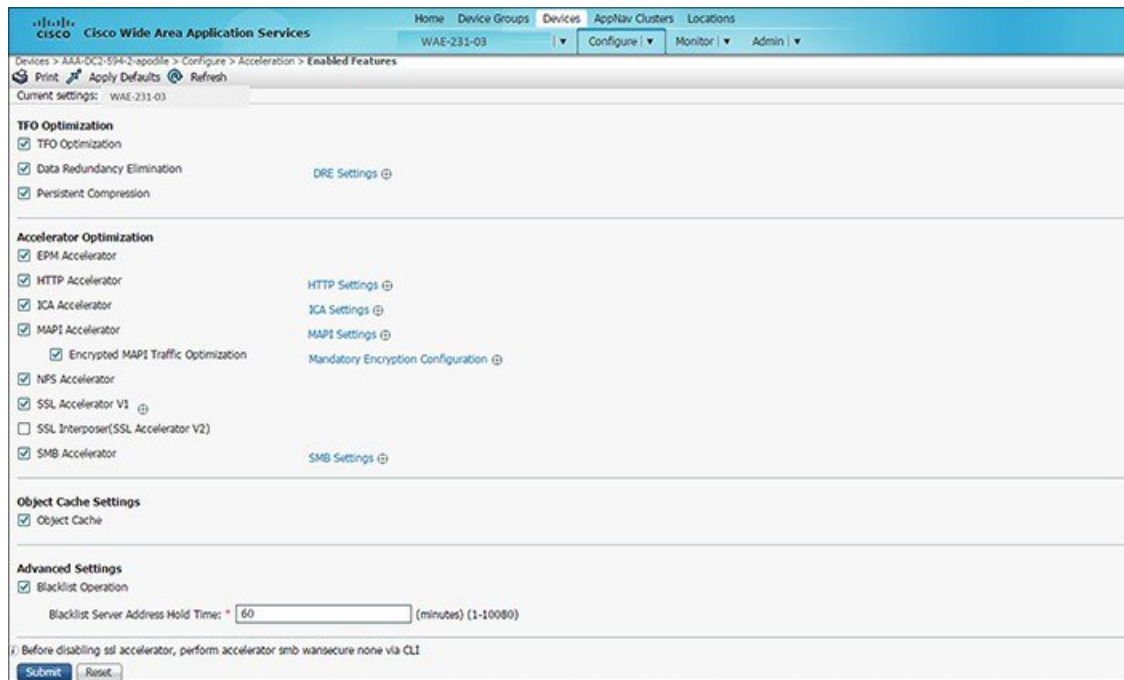 Home Device Groups Devices AppNav Clusters Locations
CISCO Cisco Wide Area Application Services
WAE-231-03 Configure Monitor Admin
Devices > AAA-DC2-594-2-apodile > Configure > Acceleration > Enabled Features
Print Apply Defaults Refresh
Current settings: WAE-231-03
TFO Optimization
TFO Optimization
Data Redundancy Elimination DRE Settings
Persistent Compression
Accelerator Optimization
EPM Accelerator
HTTP Accelerator HTTP Settings
ICA Accelerator ICA Settings
MAPI Accelerator MAPI Settings
Encrypted MAPI Traffic Optimization Mandatory Encryption Configuration
NFS Accelerator
SSL Accelerator V1
SSL Interposer(SSL Accelerator V2)
SMB Accelerator SMB Settings
Object Cache Settings
Object Cache
Advanced Settings
Blacklist Operation
Blacklist Server Address Hold Time: * 60 (minutes) (1-10080)
Before disabling ssl accelerator, perform accelerator smb wansecure none via CLI
Submit Reset